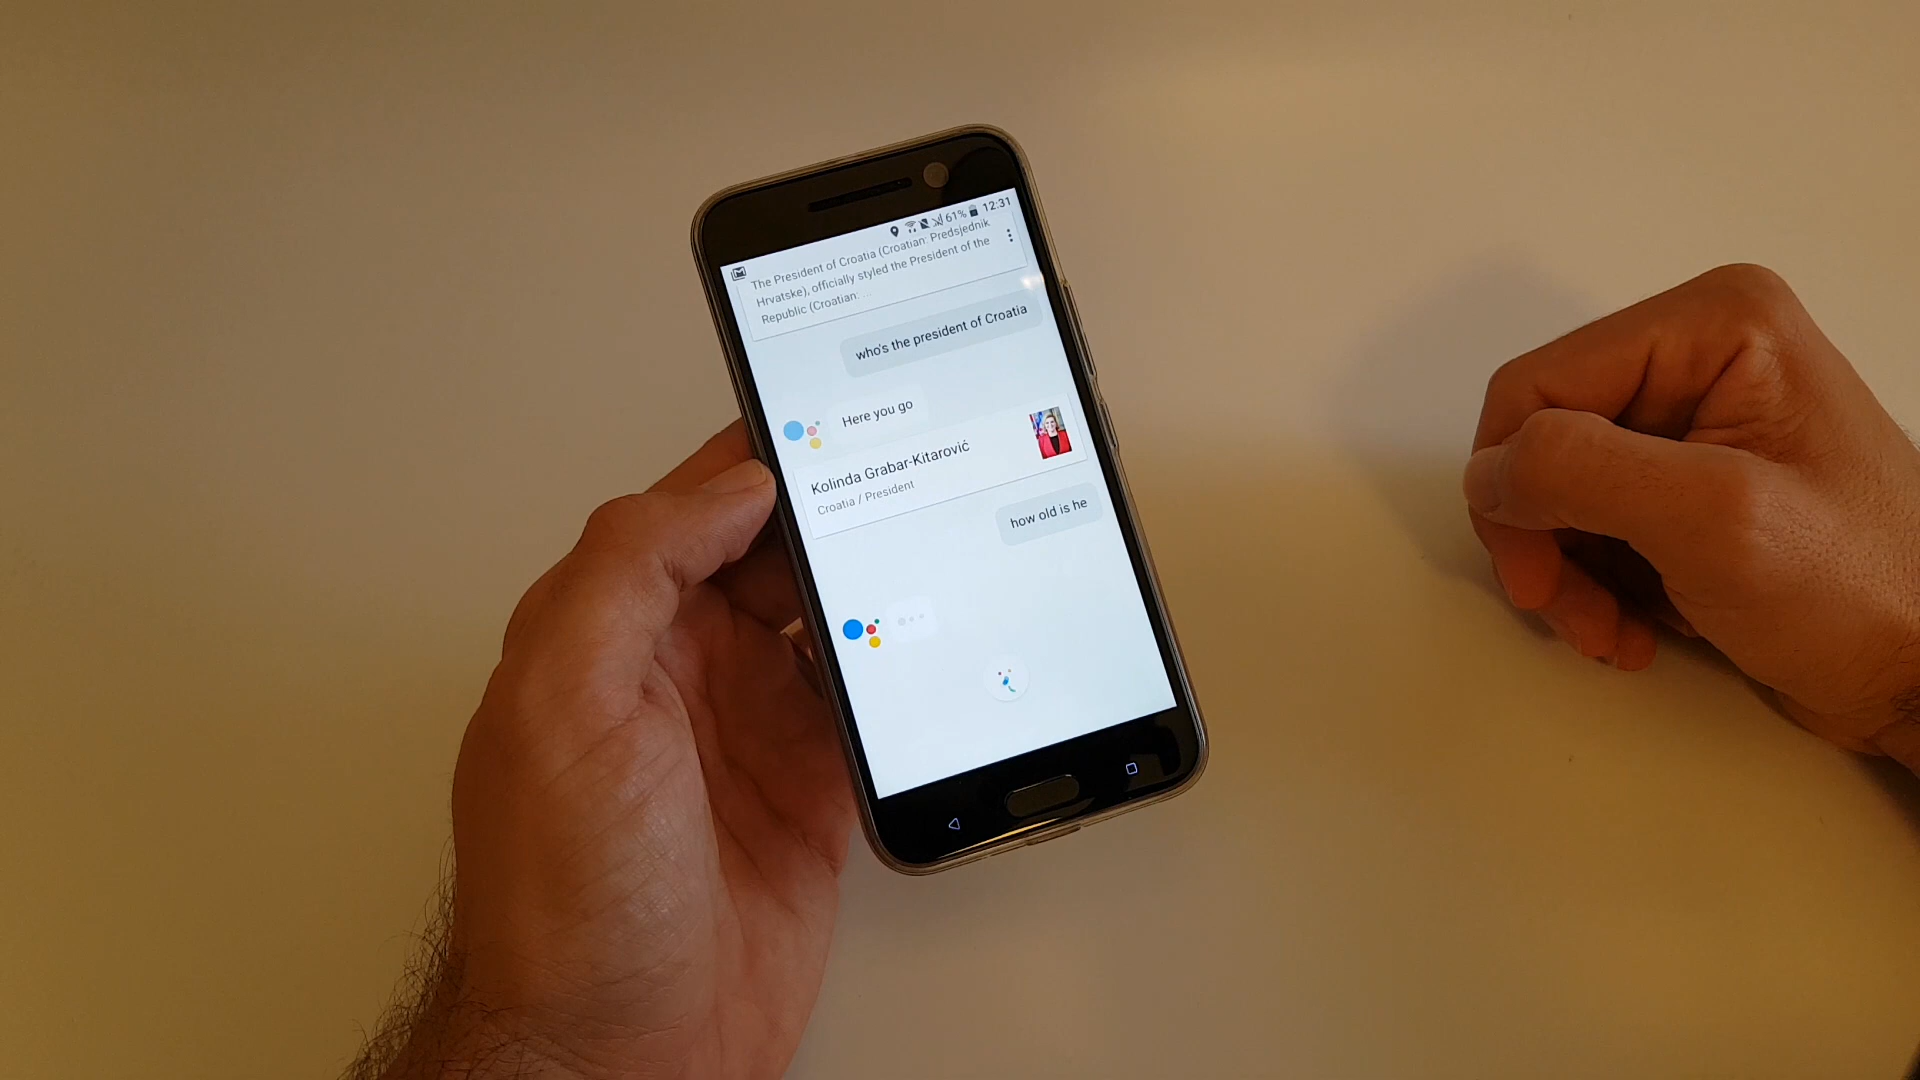 61% 12:31
The President of Croatia (Croatian: Predsjednik
Hrvatske), officially styled the President of the
Republic (Croatian: ...
who's the president of Croatia
Here you go
Kolinda Grabar-Kitarović
Croatia / President
how old is he